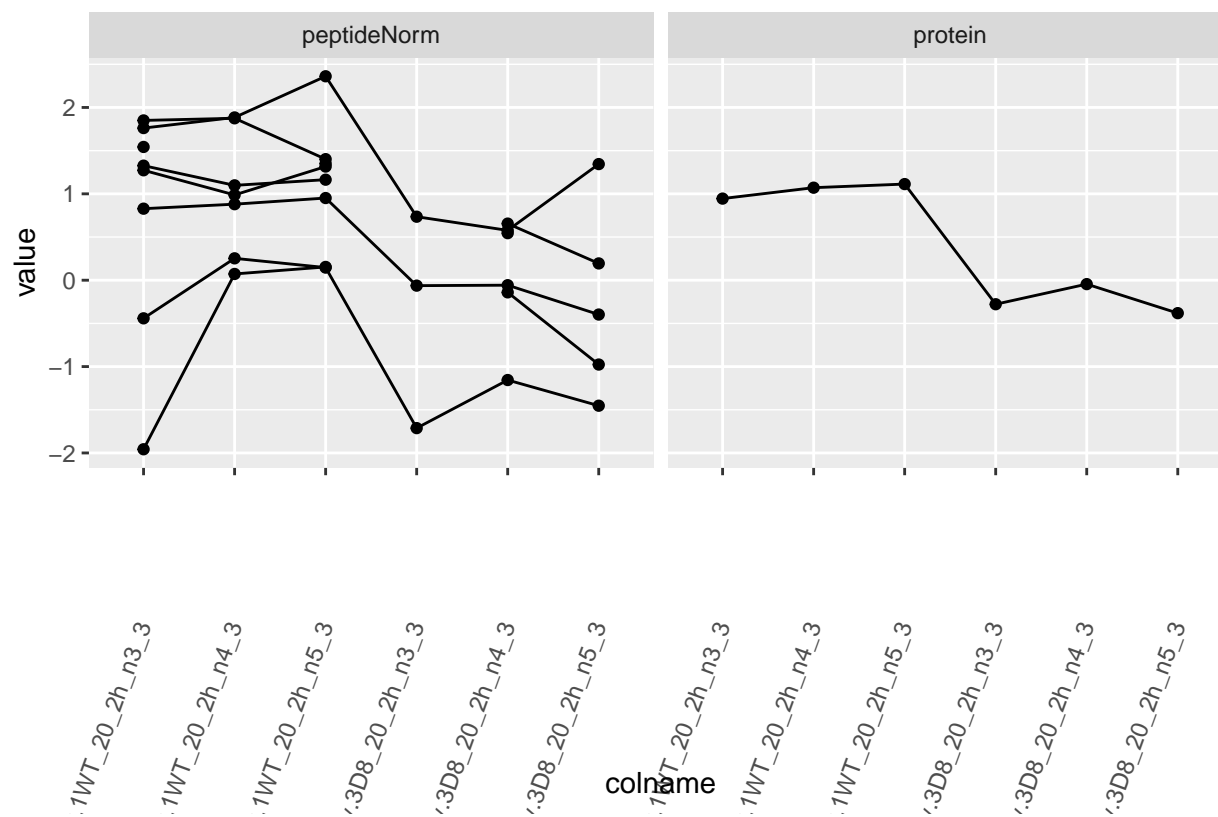 peptideNorm protein
value
2
1
0
−1
−2
1WT_20_2h_n3_3
1WT_20_2h_n4_3
1WT_20_2h_n5_3
.3D8_20_2h_n3_3
.3D8_20_2h_n4_3
.3D8_20_2h_n5_3
1WT_20_2h_n3_3
.1WT_20_2h_n4_3
.1WT_20_2h_n5_3
.3D8_20_2h_n3_3
.3D8_20_2h_n4_3
.3D8_20_2h_n5_3
colname